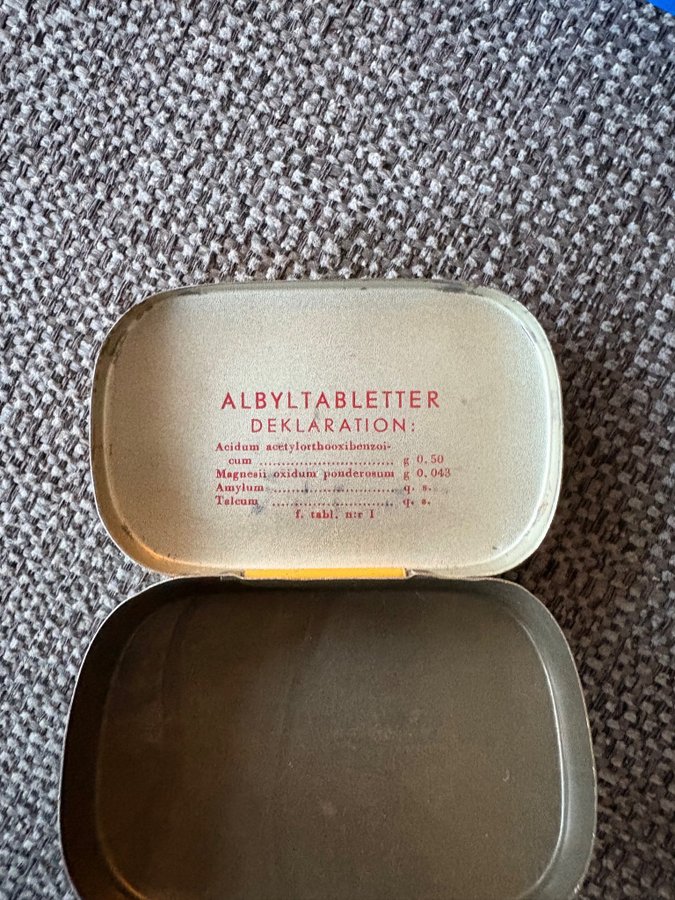 ALBYLTABLETTER
DEKLARATION:
Acidum acetylorthooxibenzoi-
cum .............................. g 0.50
Magnesii oxidum ponderosum g 0.043
Amylum ............................ q. s.
Talcum ............................ q. s.
f. tabl. n:r I